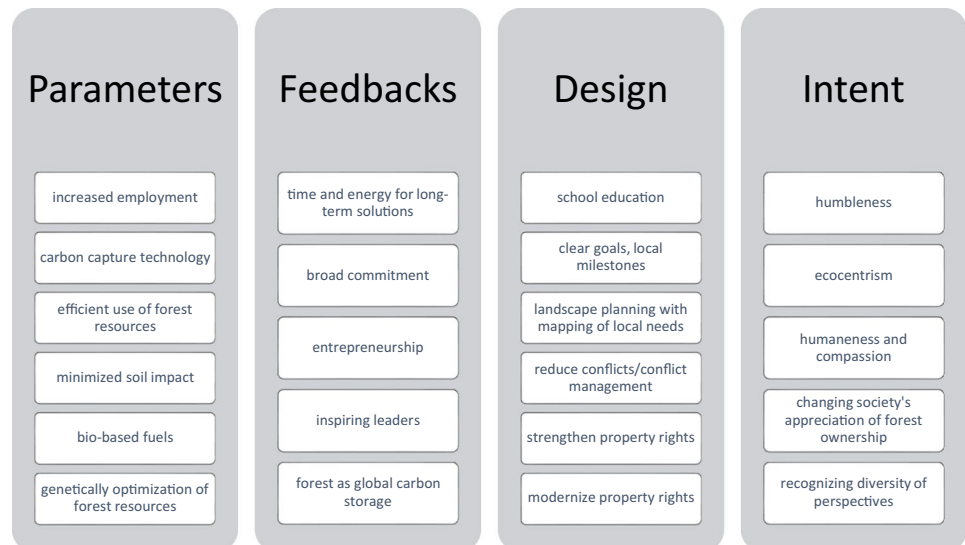 Parameters
increased employment
carbon capture technology
efficient use of forest
resources
minimized soil impact
bio-based fuels
genetically optimization of
forest resources
Feedbacks
time and energy for long-
term solutions
broad commitment
entrepreneurship
inspiring leaders
forest as global carbon
storage
Design
school education
clear goals, local
milestones
landscape planning with
mapping of local needs
reduce conflicts/conflict
management
strengthen property rights
modernize property rights
Intent
humbleness
ecocentrism
humaneness and
compassion
changing society's
appreciation of forest
ownership
recognizing diversity of
perspectives